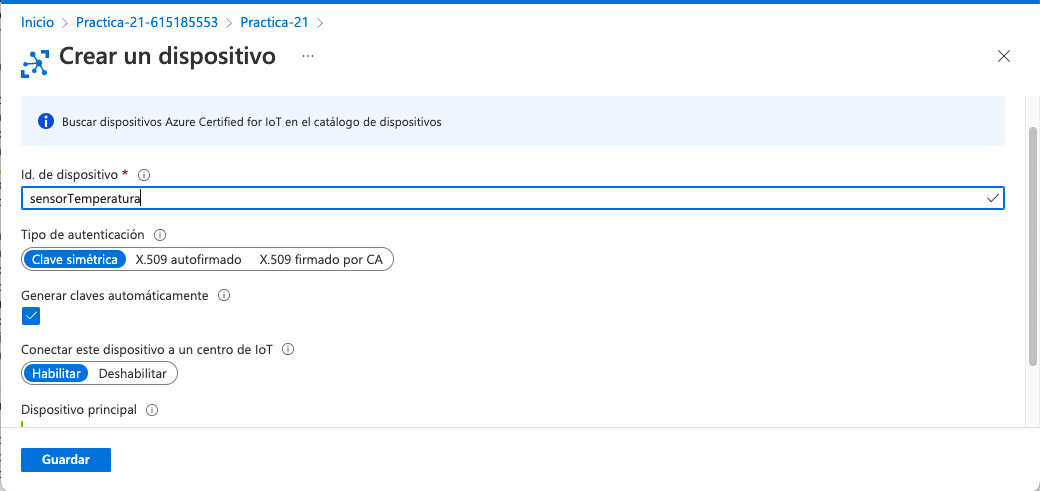 Inicio > Practica-21-615185553 > Practica-21 >
Crear un dispositivo ...
Buscar dispositivos Azure Certified for IoT en el catálogo de dispositivos
Id. de dispositivo *
sensorTemperatura
Tipo de autenticación
Clave simétrica X.509 autofirmado X.509 firmado por CA
Generar claves automáticamente
Conectar este dispositivo a un centro de IoT
Habilitar Deshabilitar
Dispositivo principal
Guardar